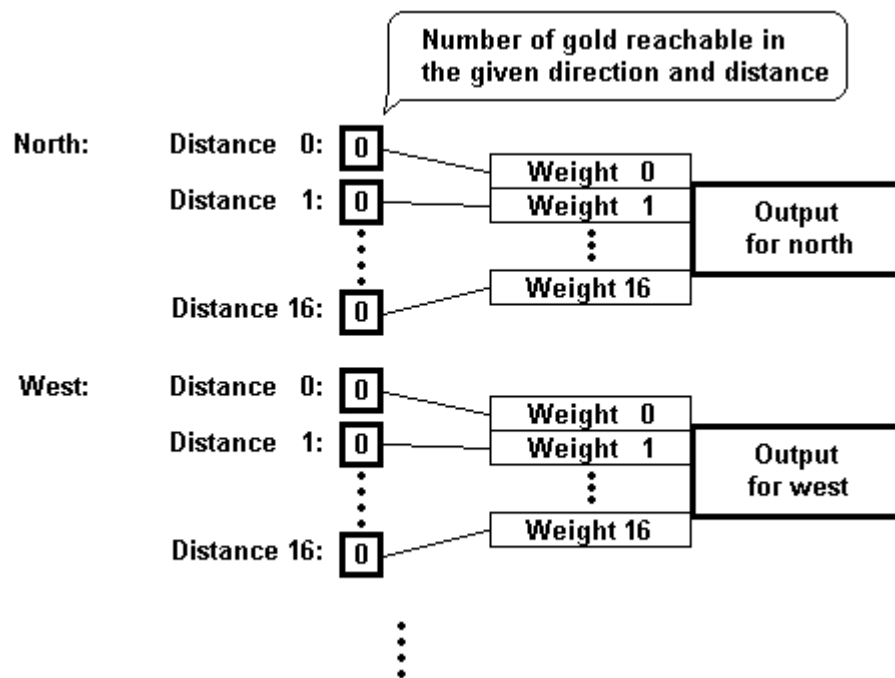 Number of gold reachable in
the given direction and distance
North:
Distance 0: 0
Weight 0
Distance 1: 0
Weight 1
Output
for north
Distance 16: 0
Weight 16
West:
Distance 0: 0
Weight 0
Distance 1: 0
Weight 1
Output
for west
Distance 16: 0
Weight 16